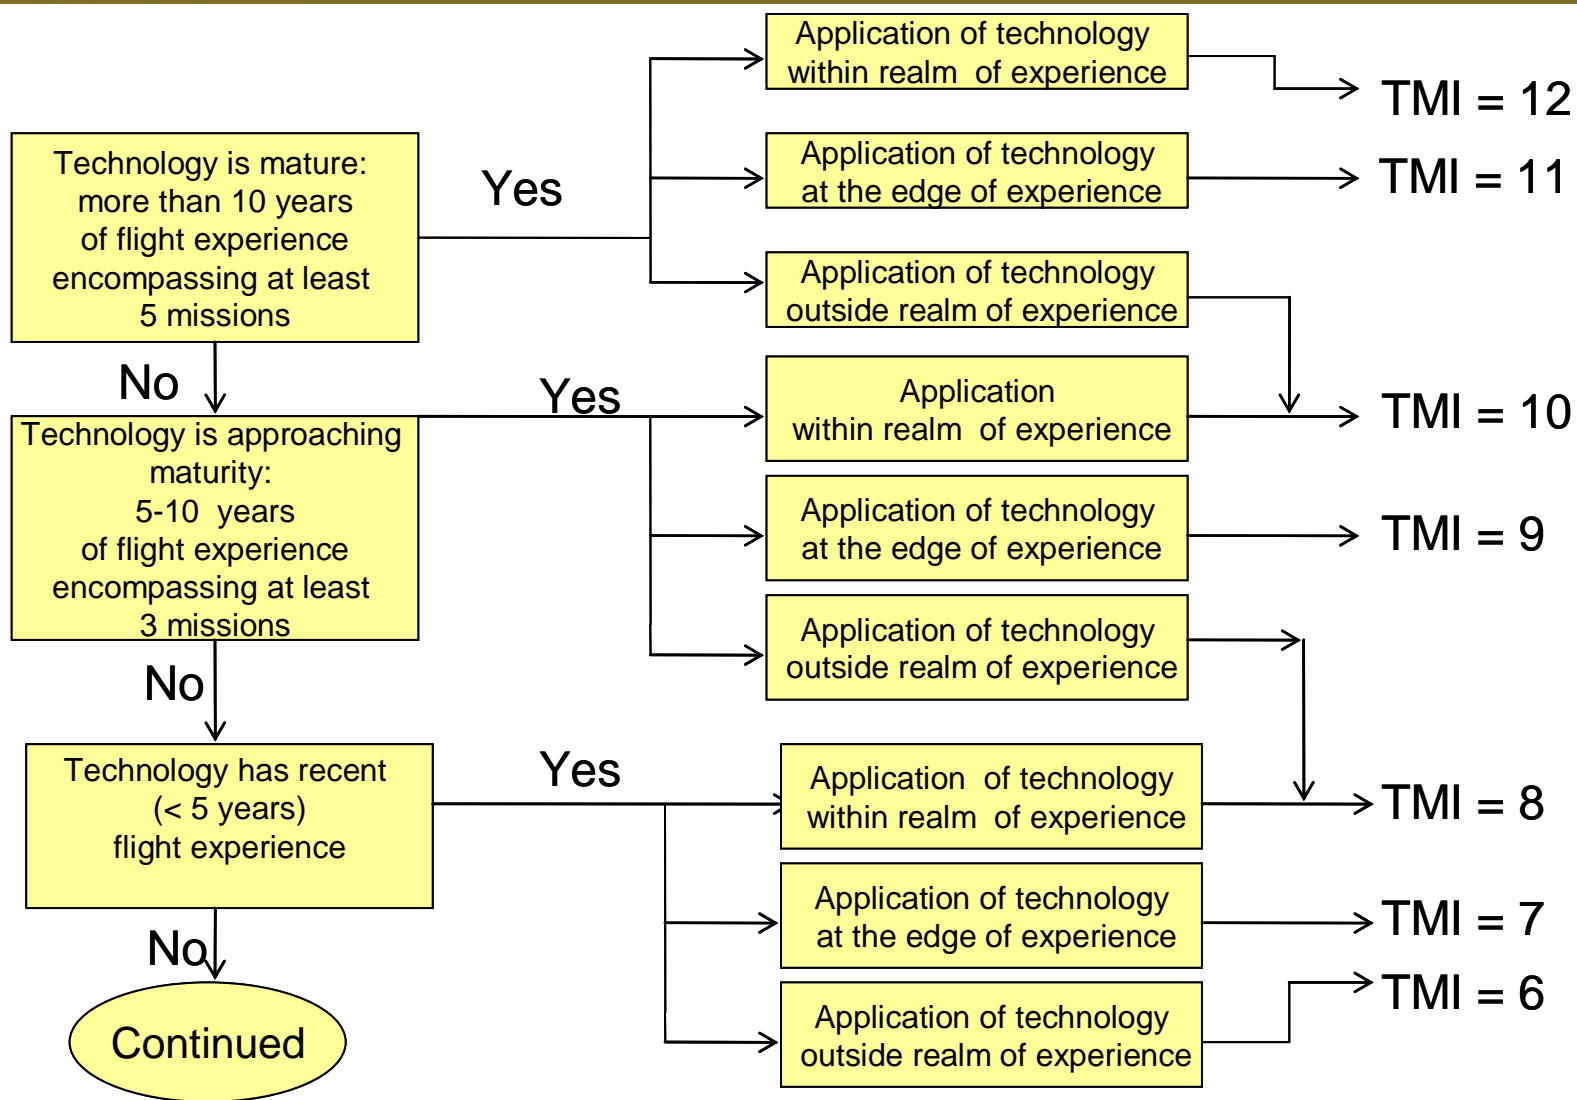 Application of technology
within realm of experience
TMI = 12
Technology is mature:
more than 10 years
of flight experience
encompassing at least
5 missions
Yes
Application of technology
at the edge of experience
TMI = 11
Application of technology
outside realm of experience
No
Yes
Application
within realm of experience
TMI = 10
Technology is approaching
maturity:
5-10 years
of flight experience
encompassing at least
3 missions
Application of technology
at the edge of experience
TMI = 9
Application of technology
outside realm of experience
No
Technology has recent
(< 5 years)
flight experience
Yes
Application of technology
within realm of experience
TMI = 8
Application of technology
at the edge of experience
TMI = 7
No
Continued
Application of technology
outside realm of experience
TMI = 6